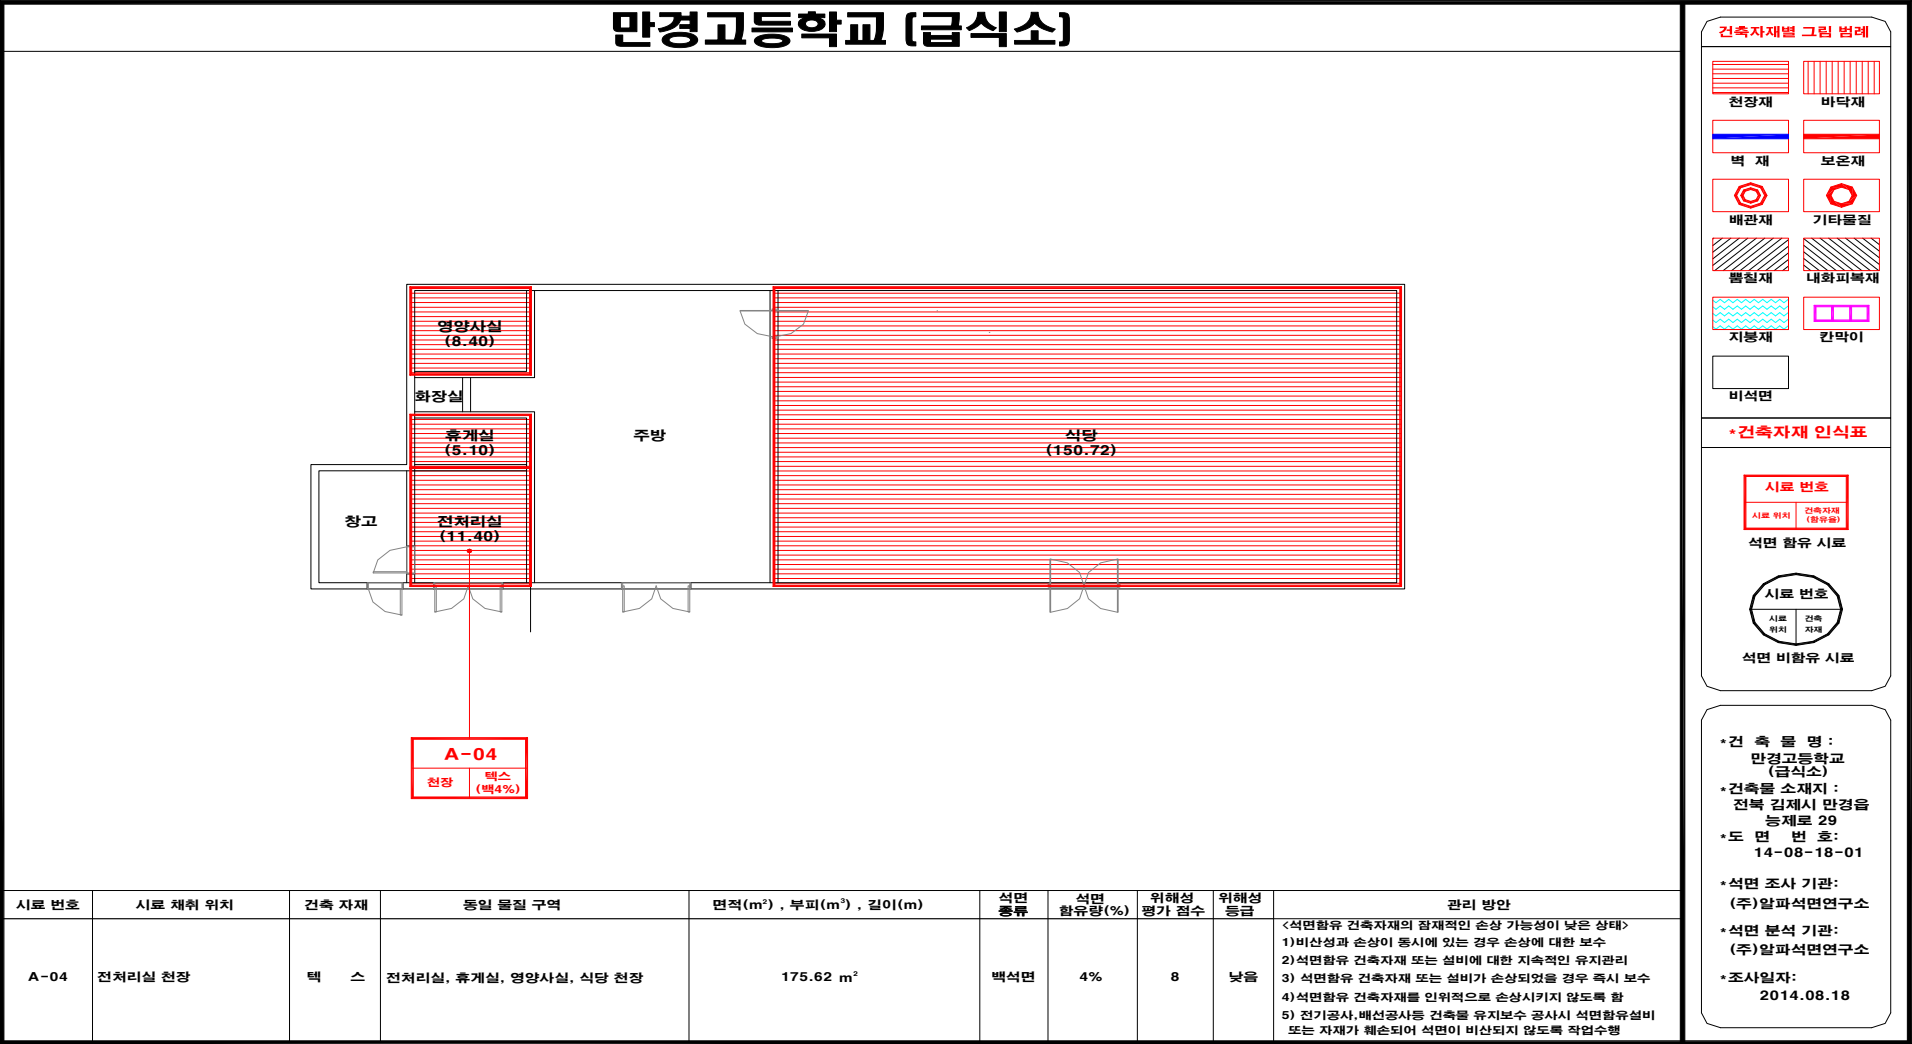 만경고등학교 (급식소)
영양사실
(8.40)
화장실
휴게실
(5.10)
주방
식당
(150.72)
창고
전처리실
(11.40)
A-04
천장
텍스
(백4%)
시료 번호
시료 채취 위치
건축 자재
동일 물질 구역
면적(m²) , 부피(m³) , 길이(m)
석면
종류
석면
함유량(%)
위해성
평가 점수
위해성
등급
관리 방안
A-04
전처리실 천장
텍 스
전처리실, 휴게실, 영양사실, 식당 천장
175.62 m²
백석면
4%
8
낮음
<석면함유 건축자재의 잠재적인 손상 가능성이 낮은 상태>
1)비산성과 손상이 동시에 있는 경우 손상에 대한 보수
2)석면함유 건축자재 또는 설비에 대한 지속적인 유지관리
3) 석면함유 건축자재 또는 설비가 손상되었을 경우 즉시 보수
4)석면함유 건축자재를 인위적으로 손상시키지 않도록 함
5) 전기공사,배선공사등 건축물 유지보수 공사시 석면함유설비
또는 자재가 훼손되어 석면이 비산되지 않도록 작업수행
건축자재별 그림 범례
천장재
바닥재
벽 재
보온재
배관재
기타물질
뿜칠재
내화피복재
지붕재
칸막이
비석면
*건축자재 인식표
시료 번호
시료 위치
건축자재
(함유율)
석면 함유 시료
시료 번호
시료
위치
건축
자재
석면 비함유 시료
*건 축 물 명 :
만경고등학교
(급식소)
*건축물 소재지 :
전북 김제시 만경읍
능제로 29
*도 면 번 호:
14-08-18-01
*석면 조사 기관:
(주)알파석면연구소
*석면 분석 기관:
(주)알파석면연구소
*조사일자:
2014.08.18